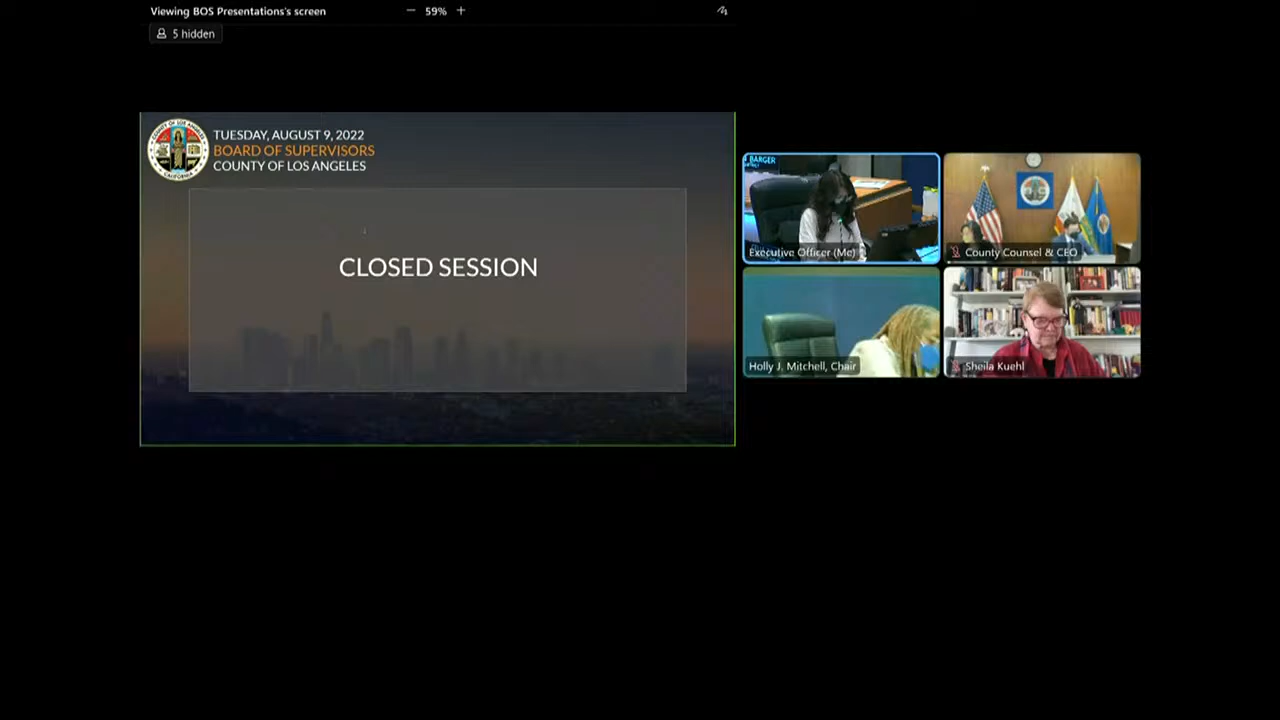 Viewing BOS Presentations's screen
59%
5 hidden
TUESDAY, AUGUST 9, 2022
BOARD OF SUPERVISORS
COUNTY OF LOS ANGELES
CLOSED SESSION
BARGER
Executive Officer (Me)
County Counsel & CEO
Holly J. Mitchell, Chair
Sheila Kuehl